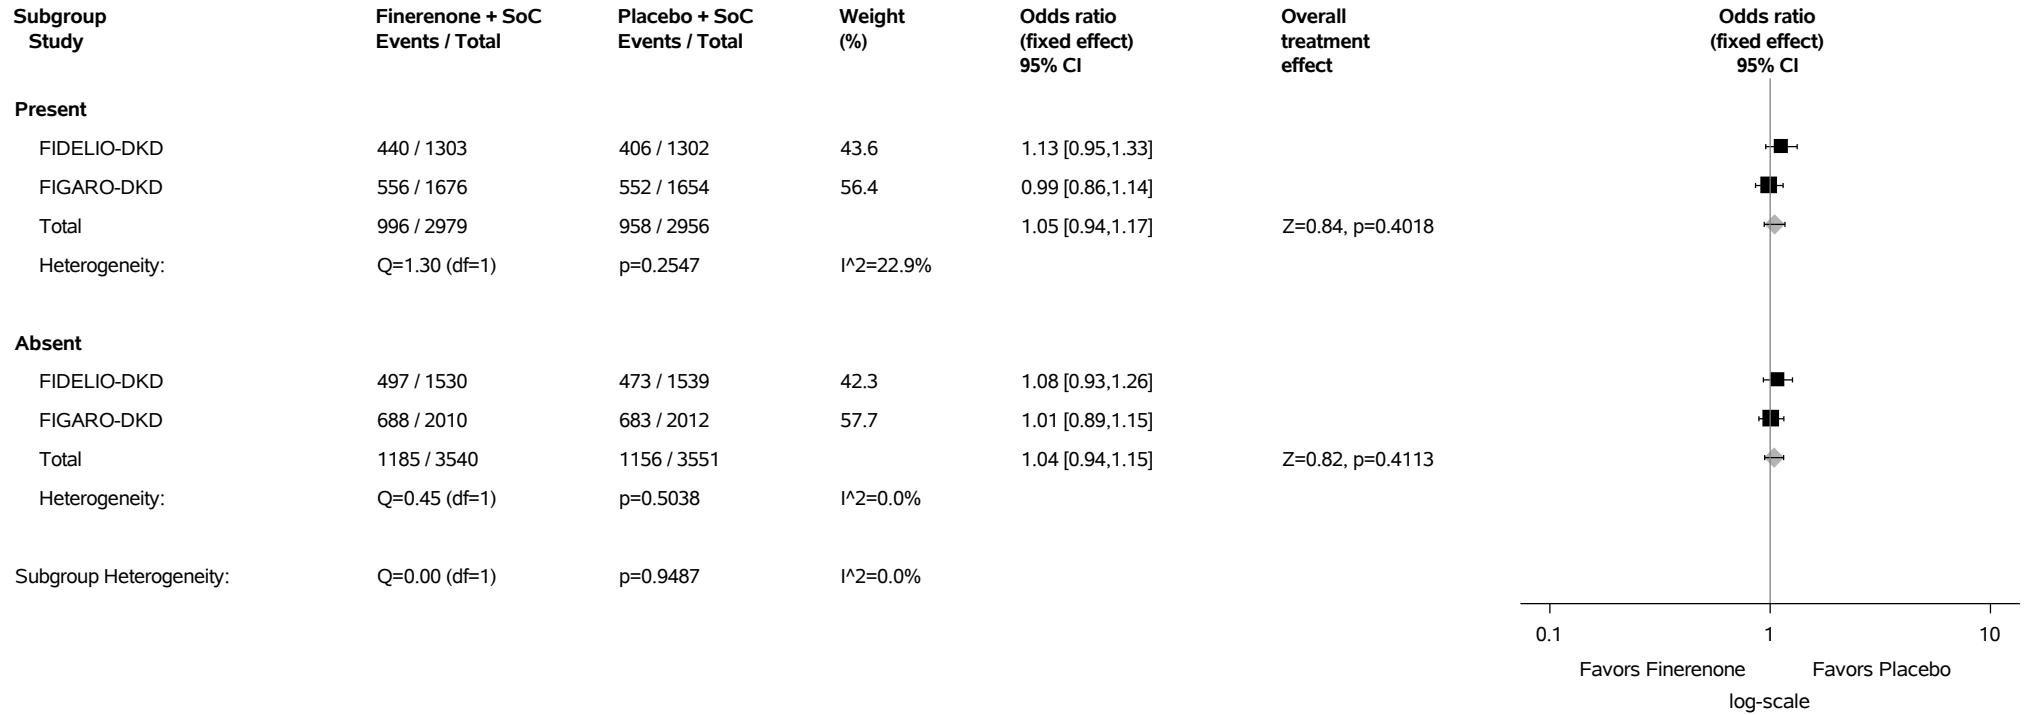 Subgroup Finerenone + SoC Placebo + SoC Weight Odds ratio Overall Odds ratio
Study Events / Total Events / Total (%) (fixed effect) treatment (fixed effect)
95% CI effect 95% CI
Present
FIDELIO-DKD 440 / 1303 406 / 1302 43.6 1.13 [0.95,1.33]
FIGARO-DKD 556 / 1676 552 / 1654 56.4 0.99 [0.86,1.14]
Total 996 / 2979 958 / 2956 1.05 [0.94,1.17] Z=0.84, p=0.4018
Heterogeneity: Q=1.30 (df=1) p=0.2547 I^2=22.9%
Absent
FIDELIO-DKD 497 / 1530 473 / 1539 42.3 1.08 [0.93,1.26]
FIGARO-DKD 688 / 2010 683 / 2012 57.7 1.01 [0.89,1.15]
Total 1185 / 3540 1156 / 3551 1.04 [0.94,1.15] Z=0.82, p=0.4113
Heterogeneity: Q=0.45 (df=1) p=0.5038 I^2=0.0%
Subgroup Heterogeneity: Q=0.00 (df=1) p=0.9487 I^2=0.0%
0.1 1 10
Favors Finerenone Favors Placebo
log-scale